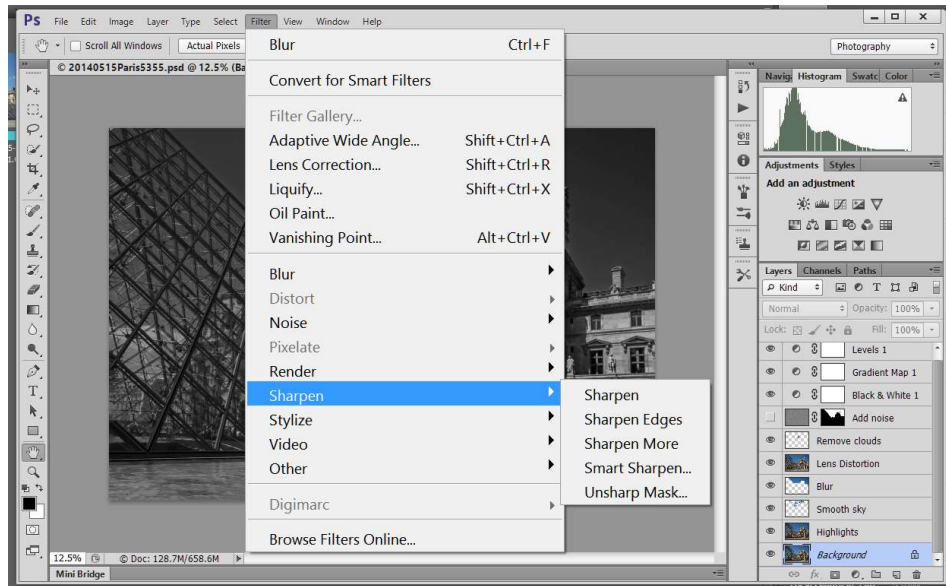 Ps File Edit Image Layer Type Select Filter View Window Help
Scroll All Windows Actual Pixels
Photography
© 20140515Paris5355.psd @ 12.5% (Ba
Blur Ctrl+F
Convert for Smart Filters
Filter Gallery...
Adaptive Wide Angle... Shift+Ctrl+A
Lens Correction... Shift+Ctrl+R
Liquify... Shift+Ctrl+X
Oil Paint...
Vanishing Point... Alt+Ctrl+V
Blur
Distort
Noise
Pixelate
Render
Sharpen
Stylize
Video
Other
Digimarc
Browse Filters Online...
Sharpen
Sharpen Edges
Sharpen More
Smart Sharpen...
Unsharp Mask...
Navig Histogram Swatc Color
Adjustments Styles
Add an adjustment
Layers Channels Paths
Kind
Normal Opacity: 100%
Lock: Fill: 100%
Levels 1
Gradient Map 1
Black & White 1
Add noise
Remove clouds
Lens Distortion
Blur
Smooth sky
Highlights
Background
fx
12.5% © Doc: 128.7M/658.6M
Mini Bridge